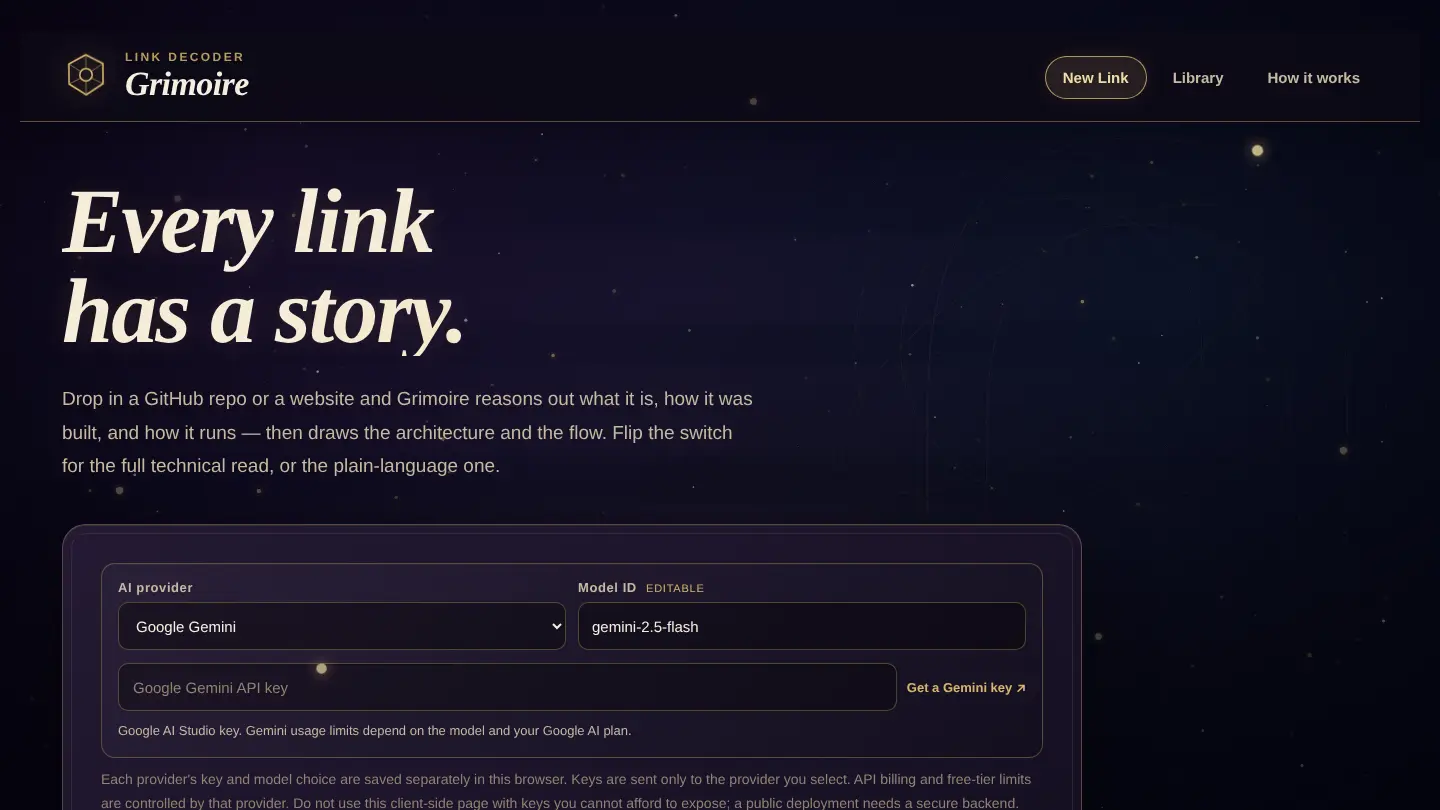 LINK DECODER
Grimoire
New Link
Library
How it works
Every link
has a story.
Drop in a GitHub repo or a website and Grimoire reasons out what it is, how it was
built, and how it runs — then draws the architecture and the flow. Flip the switch
for the full technical read, or the plain-language one.
AI provider
Model ID EDITABLE
Google Gemini
gemini-2.5-flash
Google Gemini API key
Get a Gemini key ↗
Google AI Studio key. Gemini usage limits depend on the model and your Google AI plan.
Each provider's key and model choice are saved separately in this browser. Keys are sent only to the provider you select. API billing and free-tier limits
are controlled by that provider. Do not use this client-side page with keys you cannot afford to expose; a public deployment needs a secure backend.